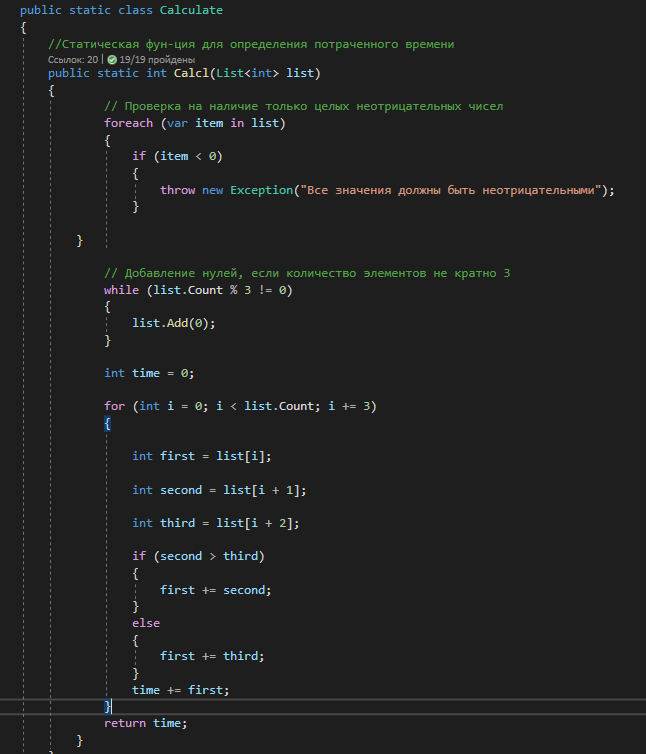 public static class Calculate
{
//Статическая фун-ция для определения потраченного времени
Ссылок: 20 | 19/19 пройдены
public static int Calcl(List<int> list)
{
// Проверка на наличие только целых неотрицательных чисел
foreach (var item in list)
{
if (item < 0)
{
throw new Exception("Все значения должны быть неотрицательными");
}
}
// Добавление нулей, если количество элементов не кратно 3
while (list.Count % 3 != 0)
{
list.Add(0);
}
int time = 0;
for (int i = 0; i < list.Count; i += 3)
{
int first = list[i];
int second = list[i + 1];
int third = list[i + 2];
if (second > third)
{
first += second;
}
else
{
first += third;
}
time += first;
}
return time;
}